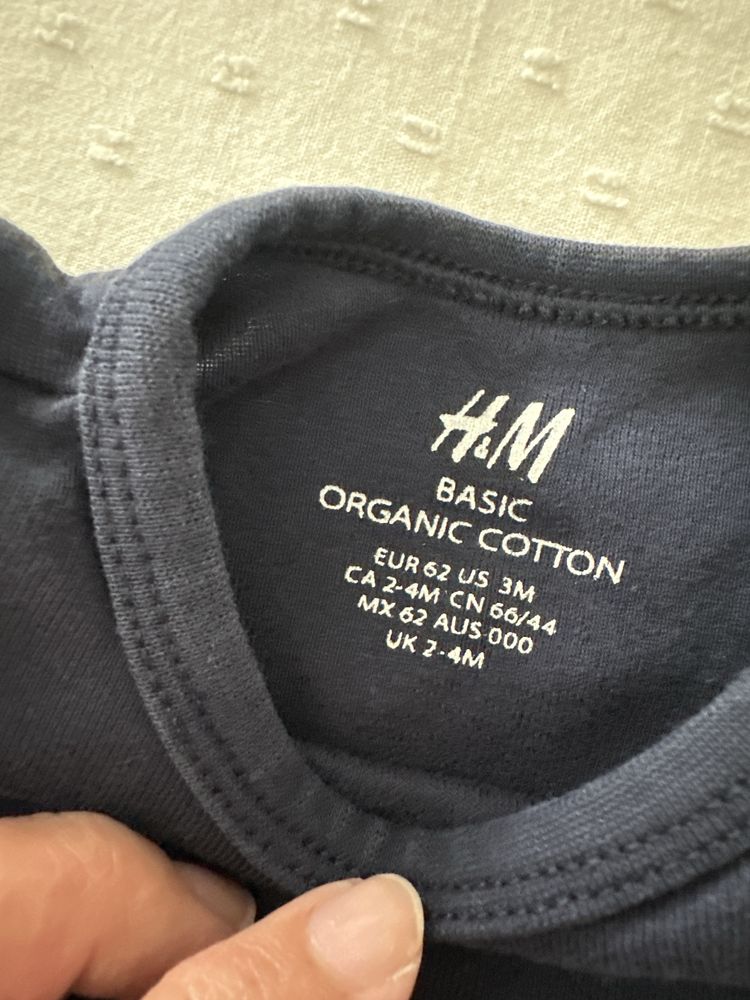 H&M
BASIC
ORGANIC COTTON
EUR 62 US 3M
CA 2-4M CN 66/44
MX 62 AUS 000
UK 2-4M